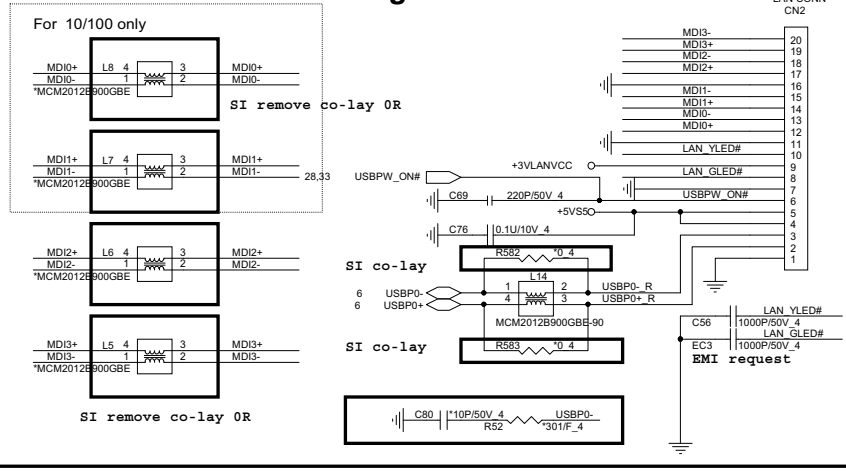 LAN CONN
CN2
For 10/100 only
MDI0+ L8 4 3 MDI0+
MDI0- 1 2 MDI0-
*MCM2012B900GBE
SI remove co-lay 0R
MDI1+ L7 4 3 MDI1+
MDI1- 1 2 MDI1-
*MCM2012B900GBE
28,33
MDI2+ L6 4 3 MDI2+
MDI2- 1 2 MDI2-
*MCM2012B900GBE
MDI3+ L5 4 3 MDI3+
MDI3- 1 2 MDI3-
*MCM2012B900GBE
SI remove co-lay 0R
MDI3- 20
MDI3+ 19
MDI2- 18
MDI2+ 17
16
MDI1- 15
MDI1+ 14
MDI0- 13
MDI0+ 12
11
LAN_YLED# 10
+3VLANVCC 9
LAN_GLED# 8
7
USBPW_ON# USBPW_ON# 6
C69 220P/50V_4
+5VS5 5
4
C76 0.1U/10V_4
3
2
1
R582 *0_4
SI co-lay
L14
6 USBP0- 1 2 USBP0-_R
6 USBP0+ 4 3 USBP0+_R
MCM2012B900GBE-90
SI co-lay
R583 *0_4
LAN_YLED#
C56 1000P/50V_4
LAN_GLED#
EC3 1000P/50V_4
EMI request
C80 *10P/50V_4 USBP0-
R52 *301/F_4